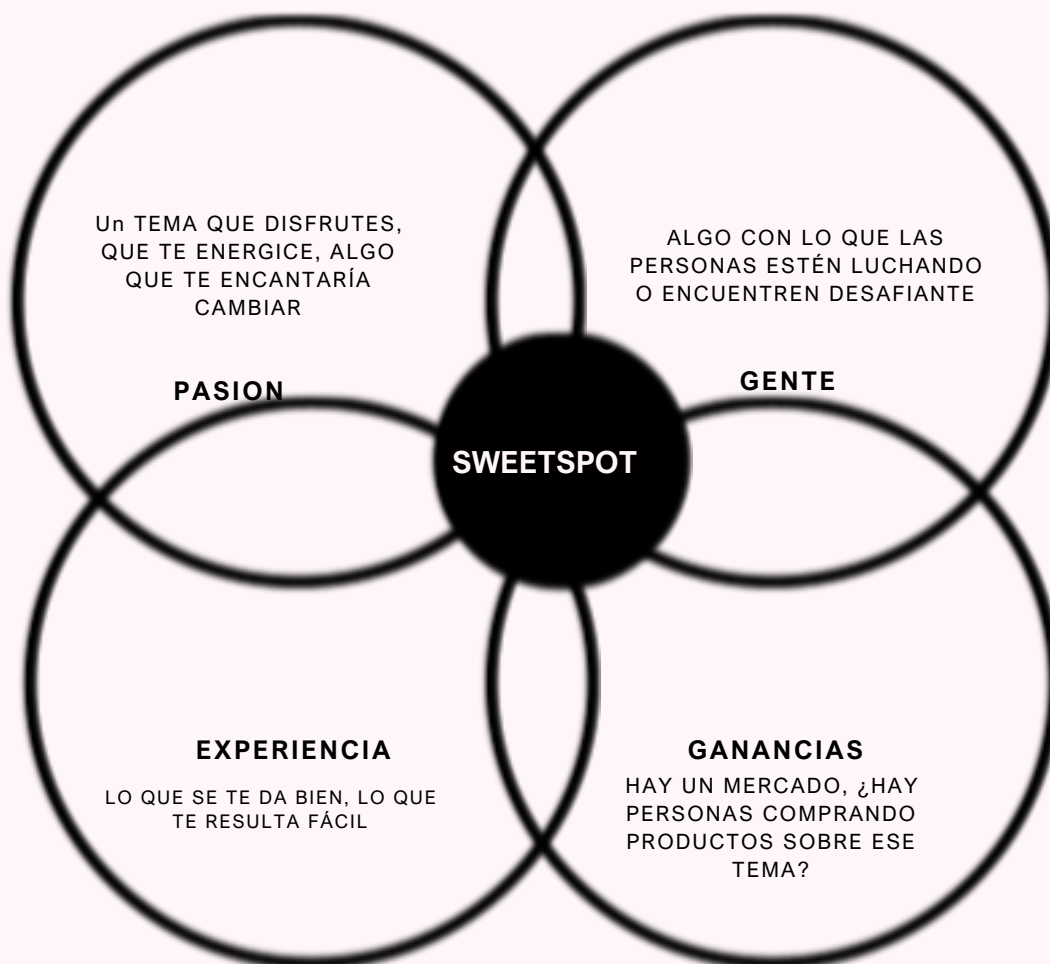 Un TEMA QUE DISFRUTES,
QUE TE ENERGICE, ALGO
QUE TE ENCANTARÍA
CAMBIAR
PASION
ALGO CON LO QUE LAS
PERSONAS ESTÉN LUCHANDO
O ENCUENTREN DESAFIANTE
GENTE
SWEETSPOT
EXPERIENCIA
LO QUE SE TE DA BIEN, LO QUE
TE RESULTA FÁCIL
GANANCIAS
HAY UN MERCADO, ¿HAY
PERSONAS COMPRANDO
PRODUCTOS SOBRE ESE
TEMA?